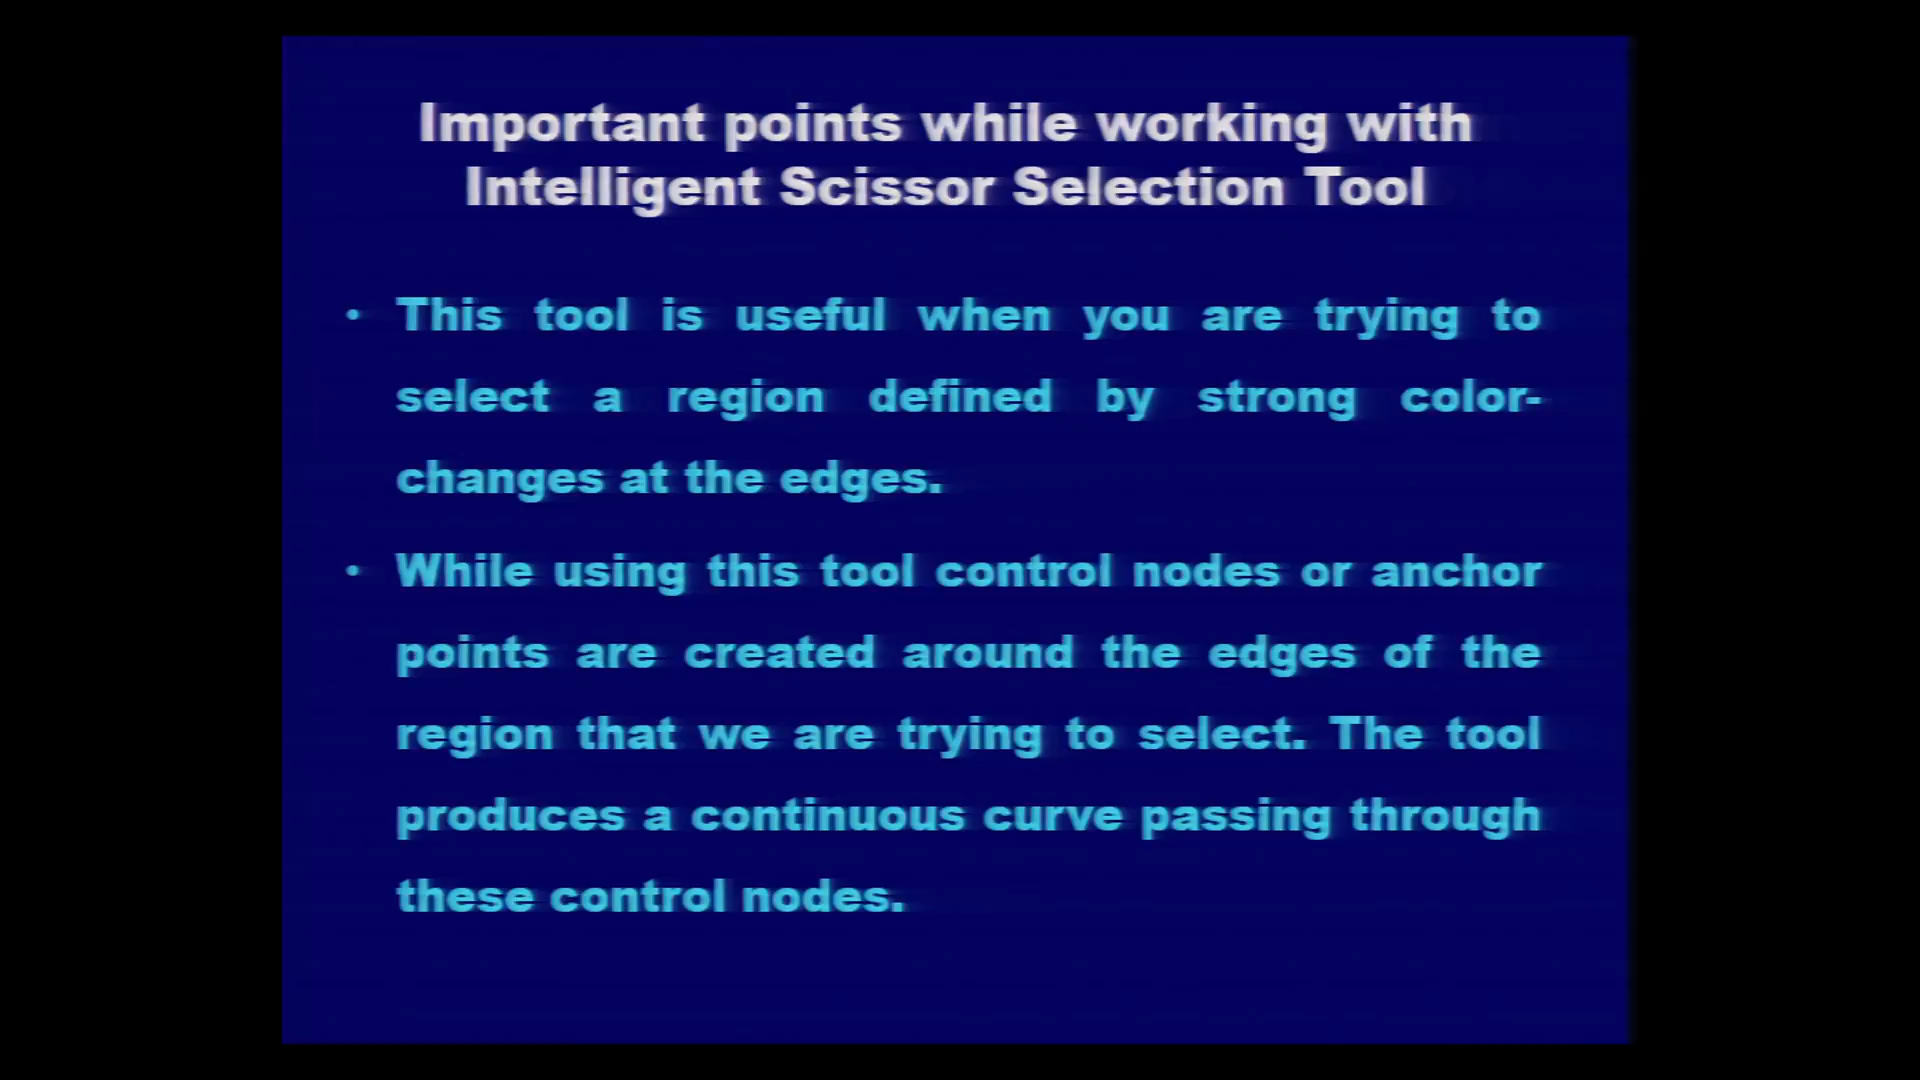 Important points while working with
Intelligent Scissor Selection Tool
• This tool is useful when you are trying to
select a region defined by strong color-
changes at the edges.
• While using this tool control nodes or anchor
points are created around the edges of the
region that we are trying to select. The tool
produces a continuous curve passing through
these control nodes.